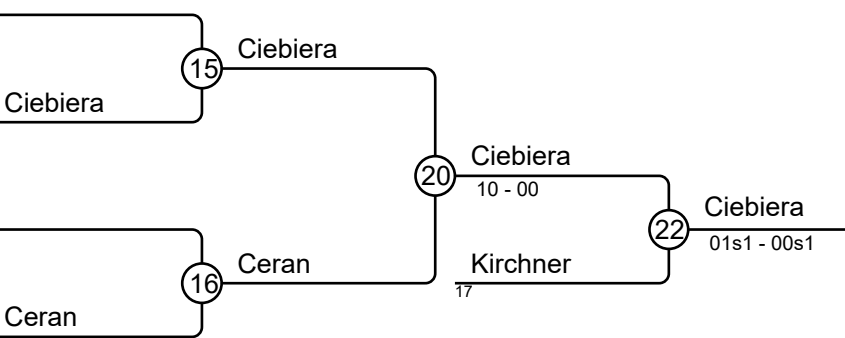 Ciebiera
15
Ciebiera
Ciebiera
20
10 - 00
Ciebiera
22
01s1 - 00s1
Kirchner
17
Ceran
16
Ceran